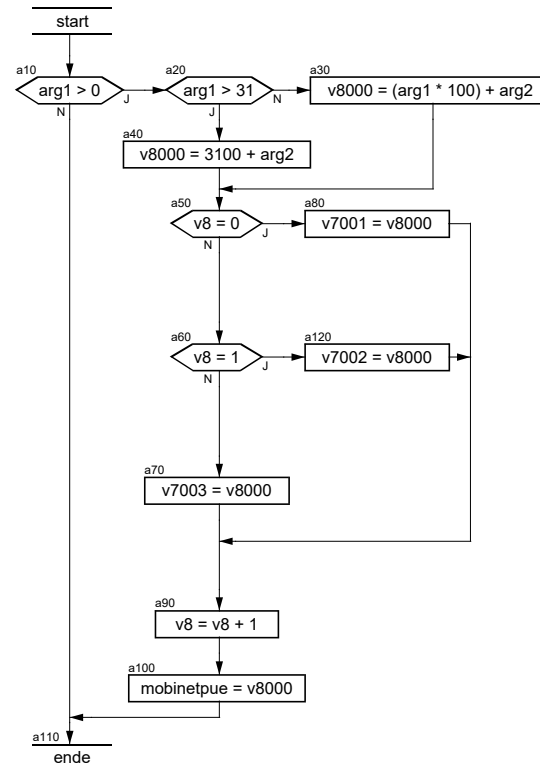 start
a10
arg1 > 0
J
N
a20
arg1 > 31
N
J
a30
v8000 = (arg1 * 100) + arg2
a40
v8000 = 3100 + arg2
a50
v8 = 0
J
N
a80
v7001 = v8000
a60
v8 = 1
J
N
a120
v7002 = v8000
a70
v7003 = v8000
a90
v8 = v8 + 1
a100
mobinetpue = v8000
a110
ende